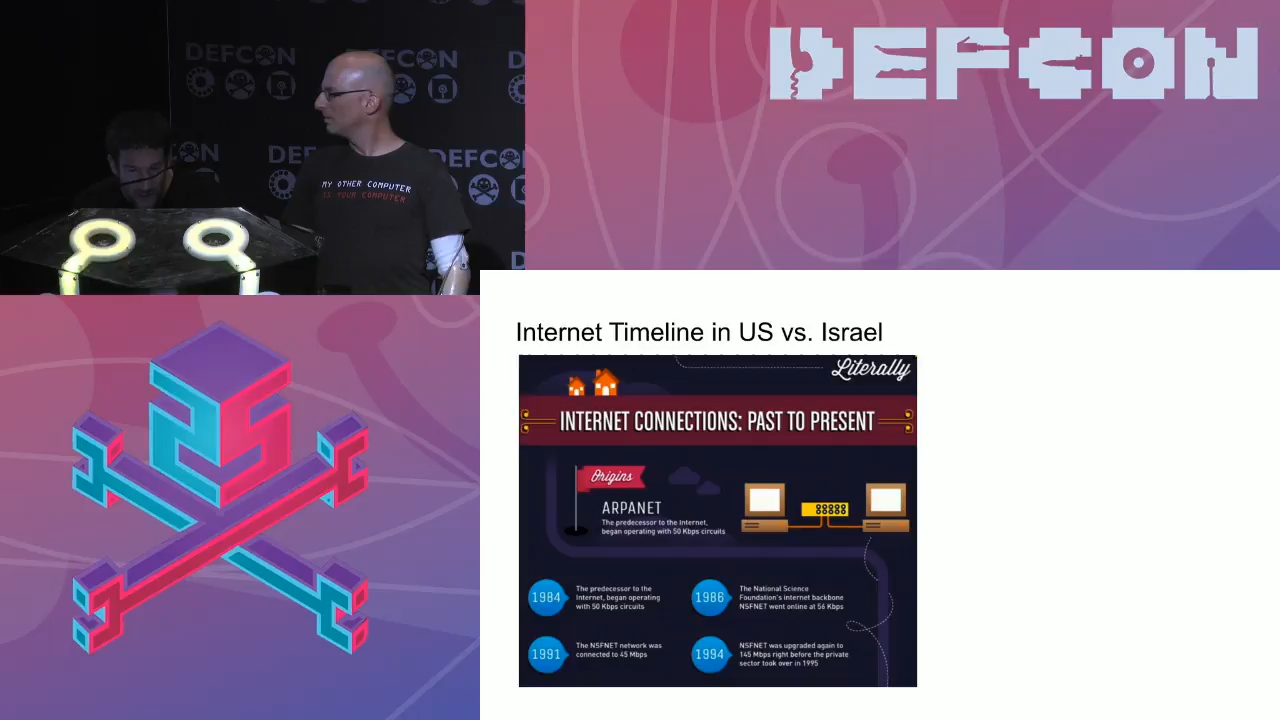 DEFCON
DEFCON
DEFCON
MY OTHER COMPUTER
IS YOUR COMPUTER
DEFCON
Internet Timeline in US vs. Israel
Literally
INTERNET CONNECTIONS: PAST TO PRESENT
Origins
ARPANET
The predecessor to the Internet,
began operating with 50 Kbps circuits
88888
1984
The predecessor to the
Internet, began operating
with 50 Kbps circuits
1986
The National Science
Foundation's internet backbone
NSFNET went online at 56 Kbps
1991
The NSFNET network was
connected to 45 Mbps
1994
NSFNET was upgraded again to
145 Mbps right before the private
sector took over in 1995